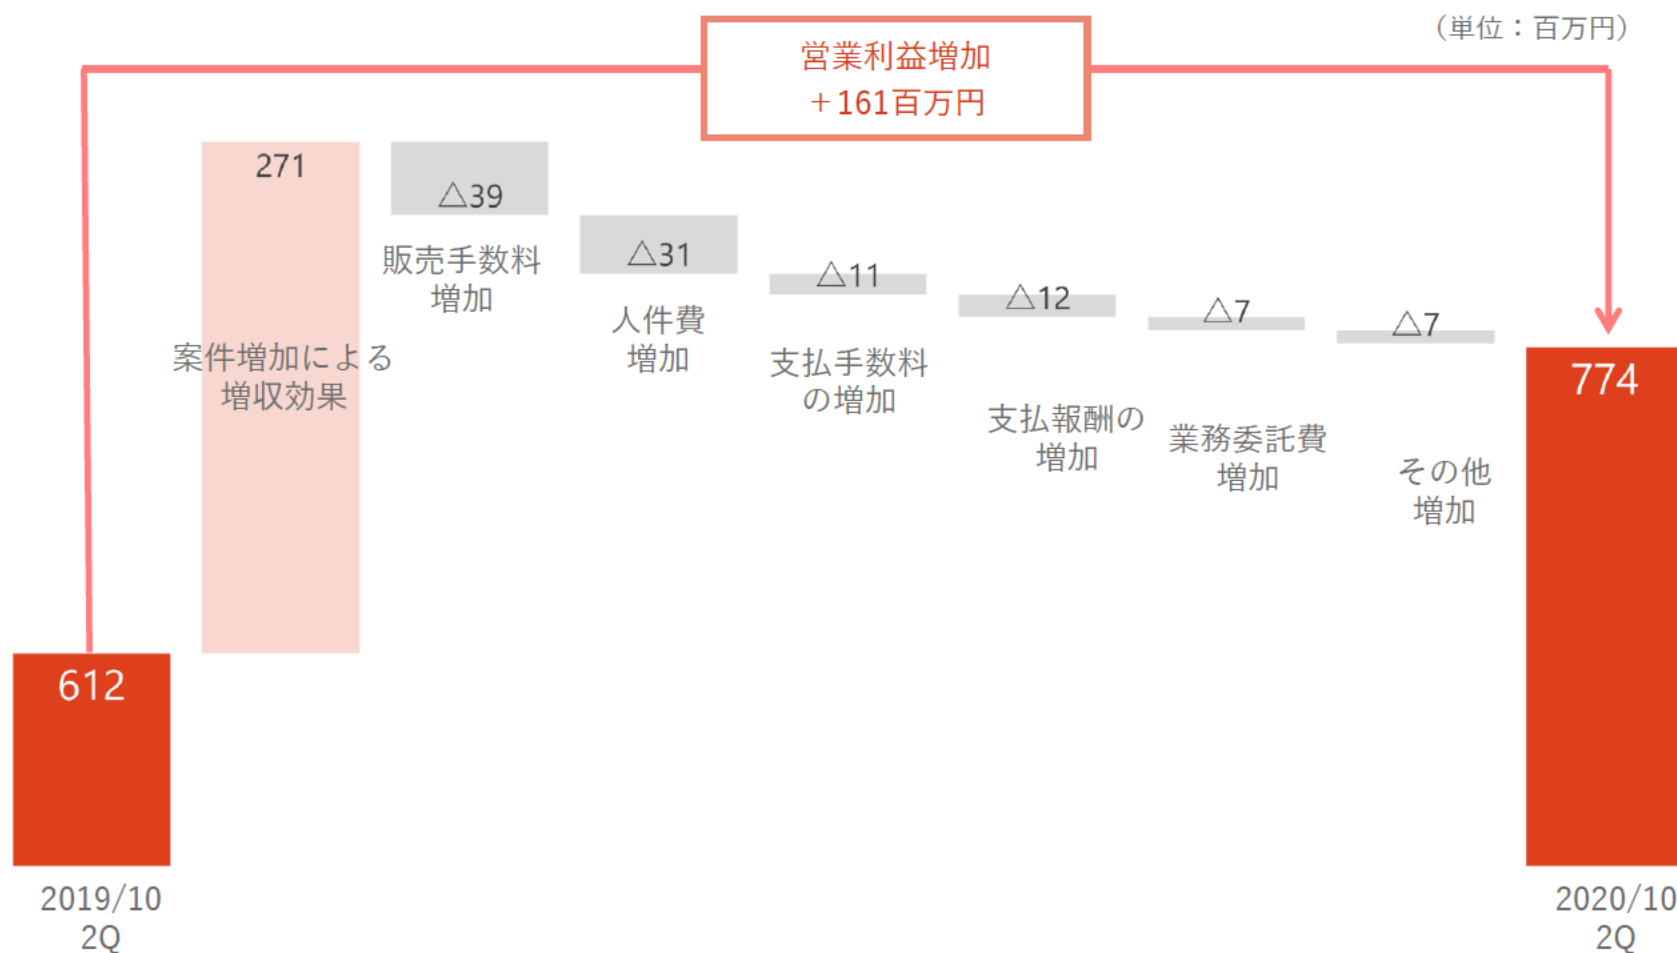 （単位：百万円）
営業利益増加
＋161百万円
271
案件増加による
増収効果
△39
販売手数料
増加
△31
人件費
増加
△11
支払手数料
の増加
△12
支払報酬の
増加
△7
業務委託費
増加
△7
その他
増加
612
2019/10
2Q
774
2020/10
2Q